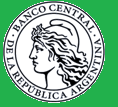 BANCO CENTRAL
DE LA REPÚBLICA ARGENTINA